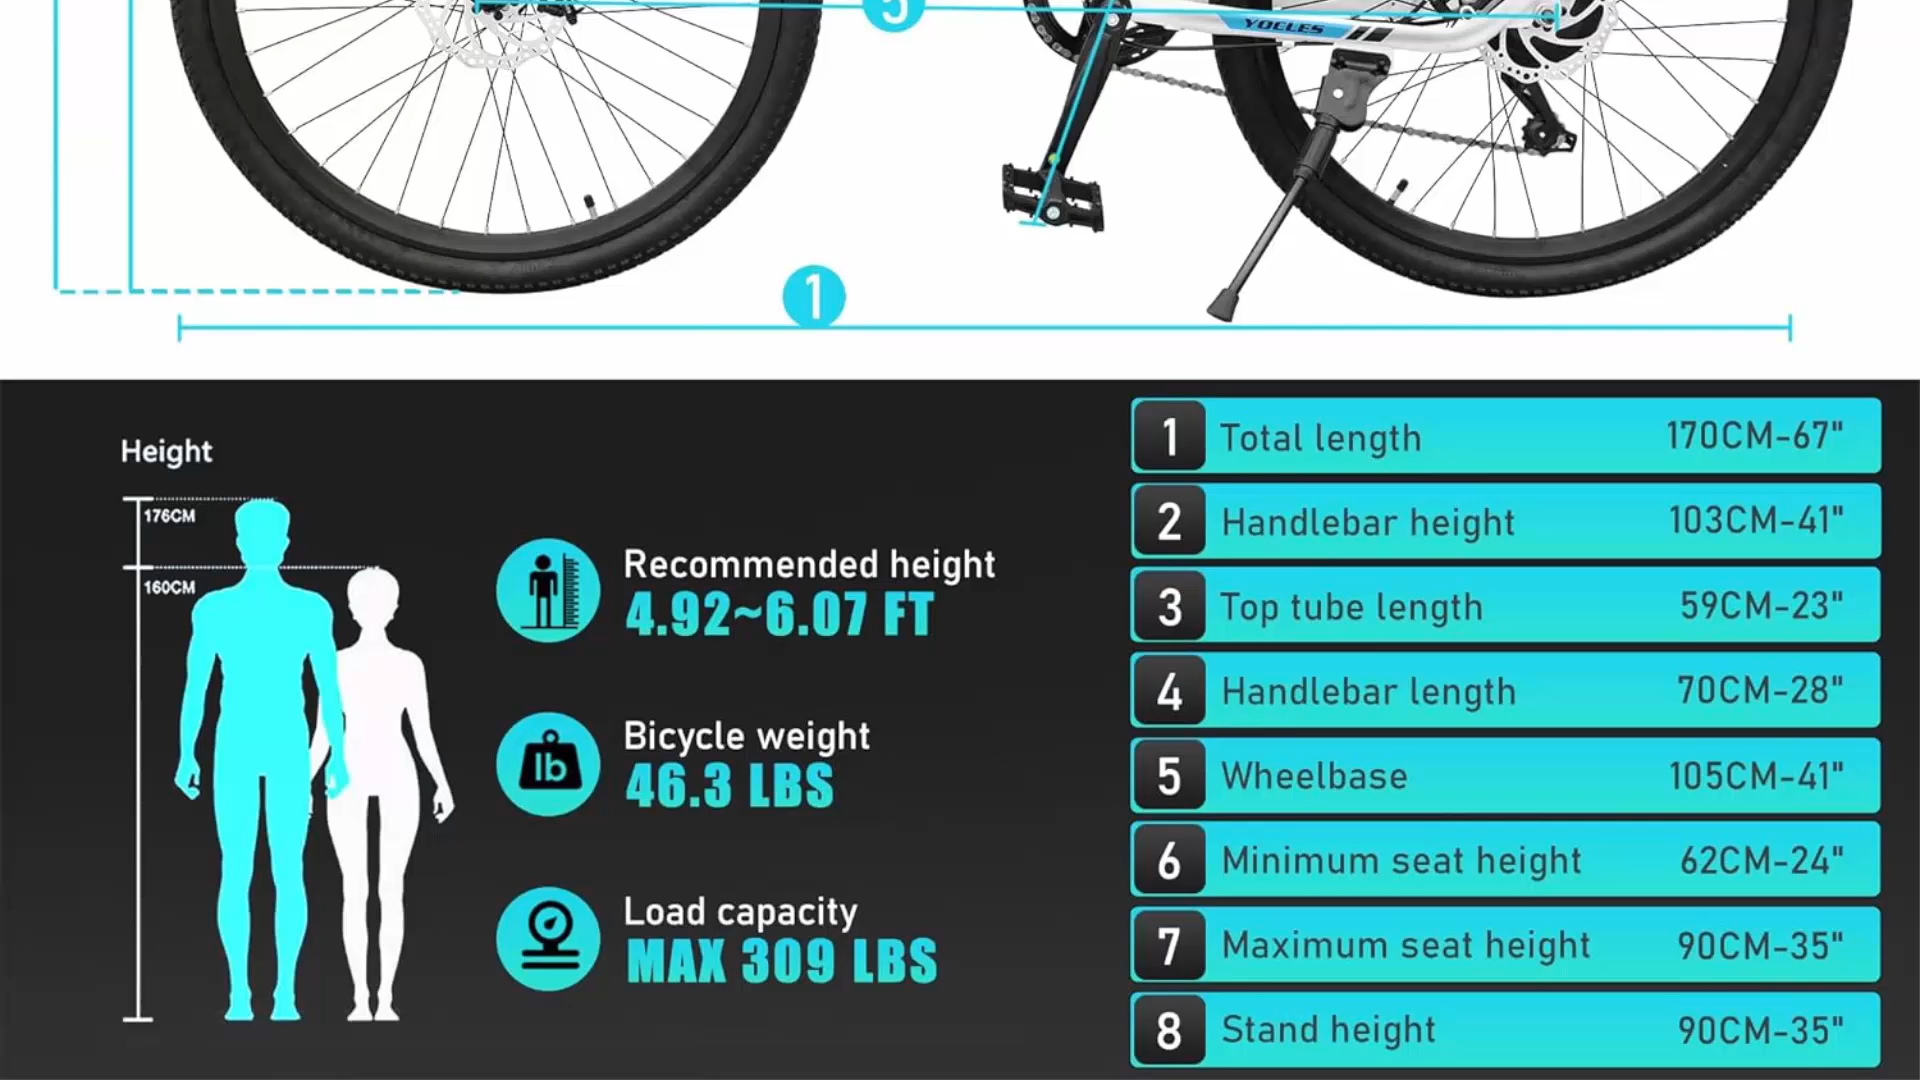 5
YOCLES
1
Height
176CM
160CM
Recommended height
4.92~6.07 FT
lb
Bicycle weight
46.3 LBS
Load capacity
MAX 309 LBS
1 Total length 170CM-67"
2 Handlebar height 103CM-41"
3 Top tube length 59CM-23"
4 Handlebar length 70CM-28"
5 Wheelbase 105CM-41"
6 Minimum seat height 62CM-24"
7 Maximum seat height 90CM-35"
8 Stand height 90CM-35"